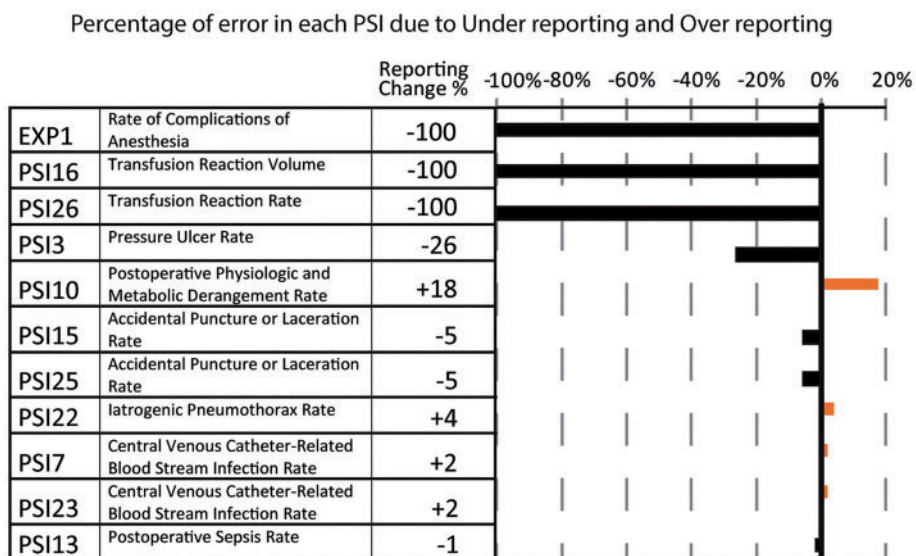 Percentage of error in each PSI due to Under reporting and Over reporting
Reporting
Change %
-100%-80% -60% -40% -20% 0% 20%
EXP1 Rate of Complications of
Anesthesia -100
PSI16 Transfusion Reaction Volume -100
PSI26 Transfusion Reaction Rate -100
PSI3 Pressure Ulcer Rate -26
PSI10 Postoperative Physiologic and
Metabolic Derangement Rate +18
PSI15 Accidental Puncture or Laceration
Rate -5
PSI25 Accidental Puncture or Laceration
Rate -5
PSI22 Iatrogenic Pneumothorax Rate +4
PSI7 Central Venous Catheter-Related
Blood Stream Infection Rate +2
PSI23 Central Venous Catheter-Related
Blood Stream Infection Rate +2
PSI13 Postoperative Sepsis Rate -1